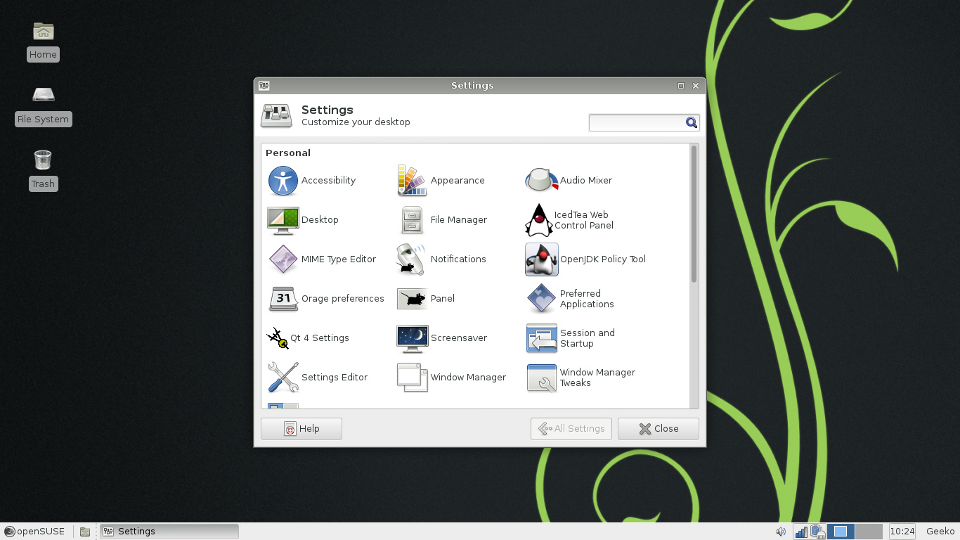 Home
File System
Trash
Settings
Settings
Customize your desktop
Personal
Accessibility
Appearance
Audio Mixer
Desktop
File Manager
IcedTea Web
Control Panel
MIME Type Editor
Notifications
OpenJDK Policy Tool
31
Orage preferences
Panel
Preferred
Applications
Qt 4 Settings
Screensaver
Session and
Startup
Settings Editor
Window Manager
Window Manager
Tweaks
Help
All Settings
Close
openSUSE
Settings
10:24
Geeko